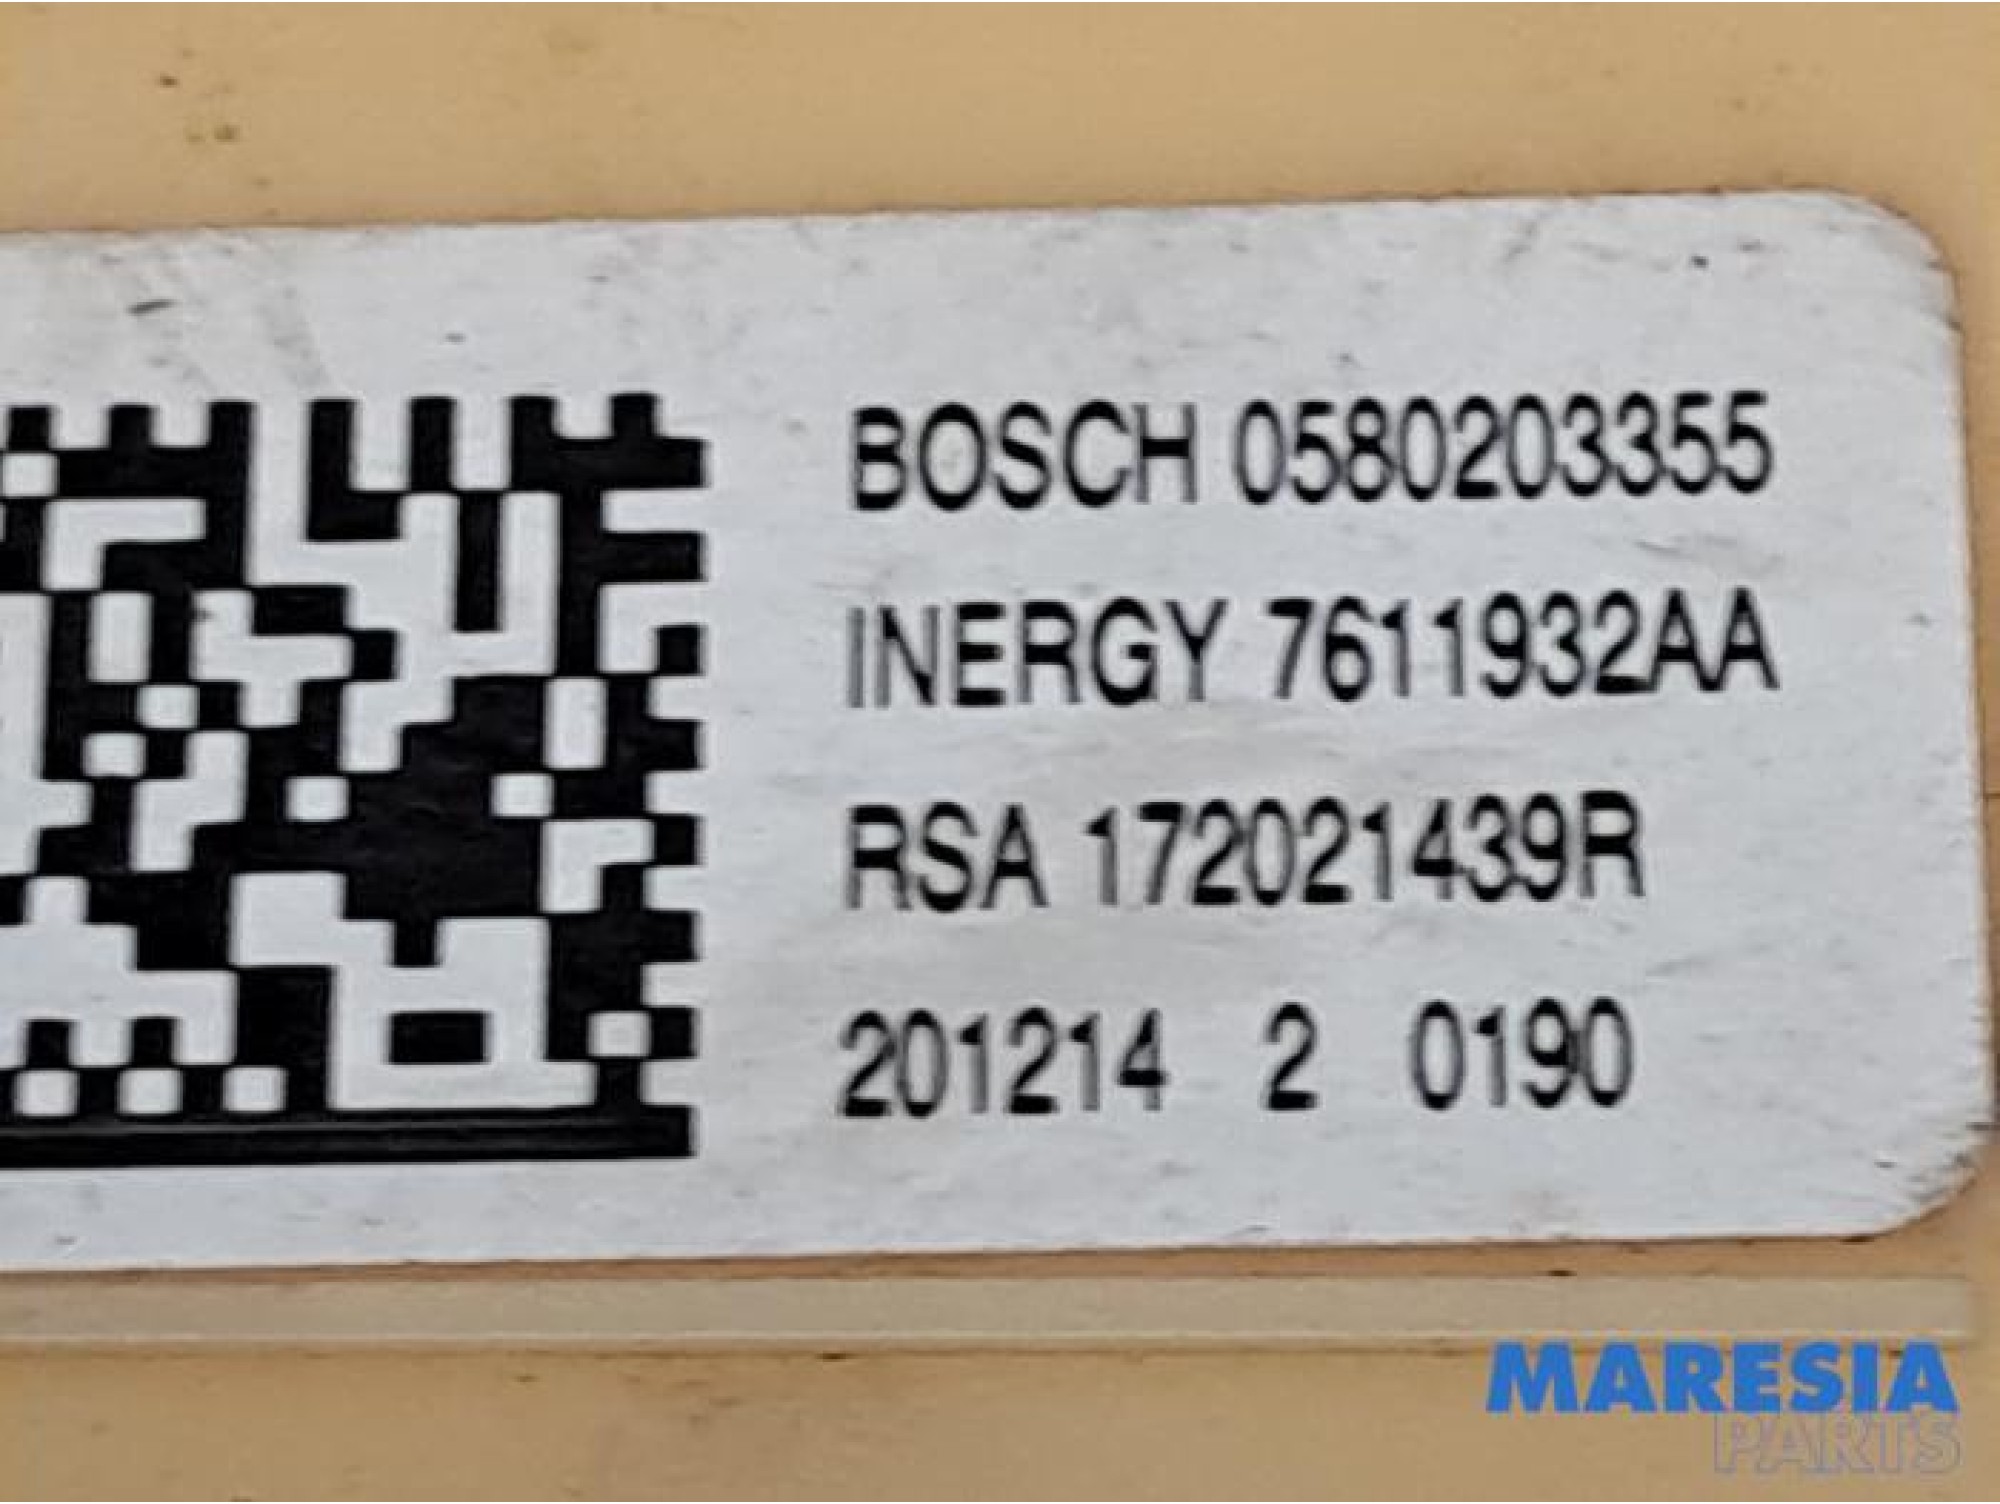 BOSCH 0580203355
INERGY 7611932AA
RSA 172021439R
201214 2 0190
MARESIA
PARTS